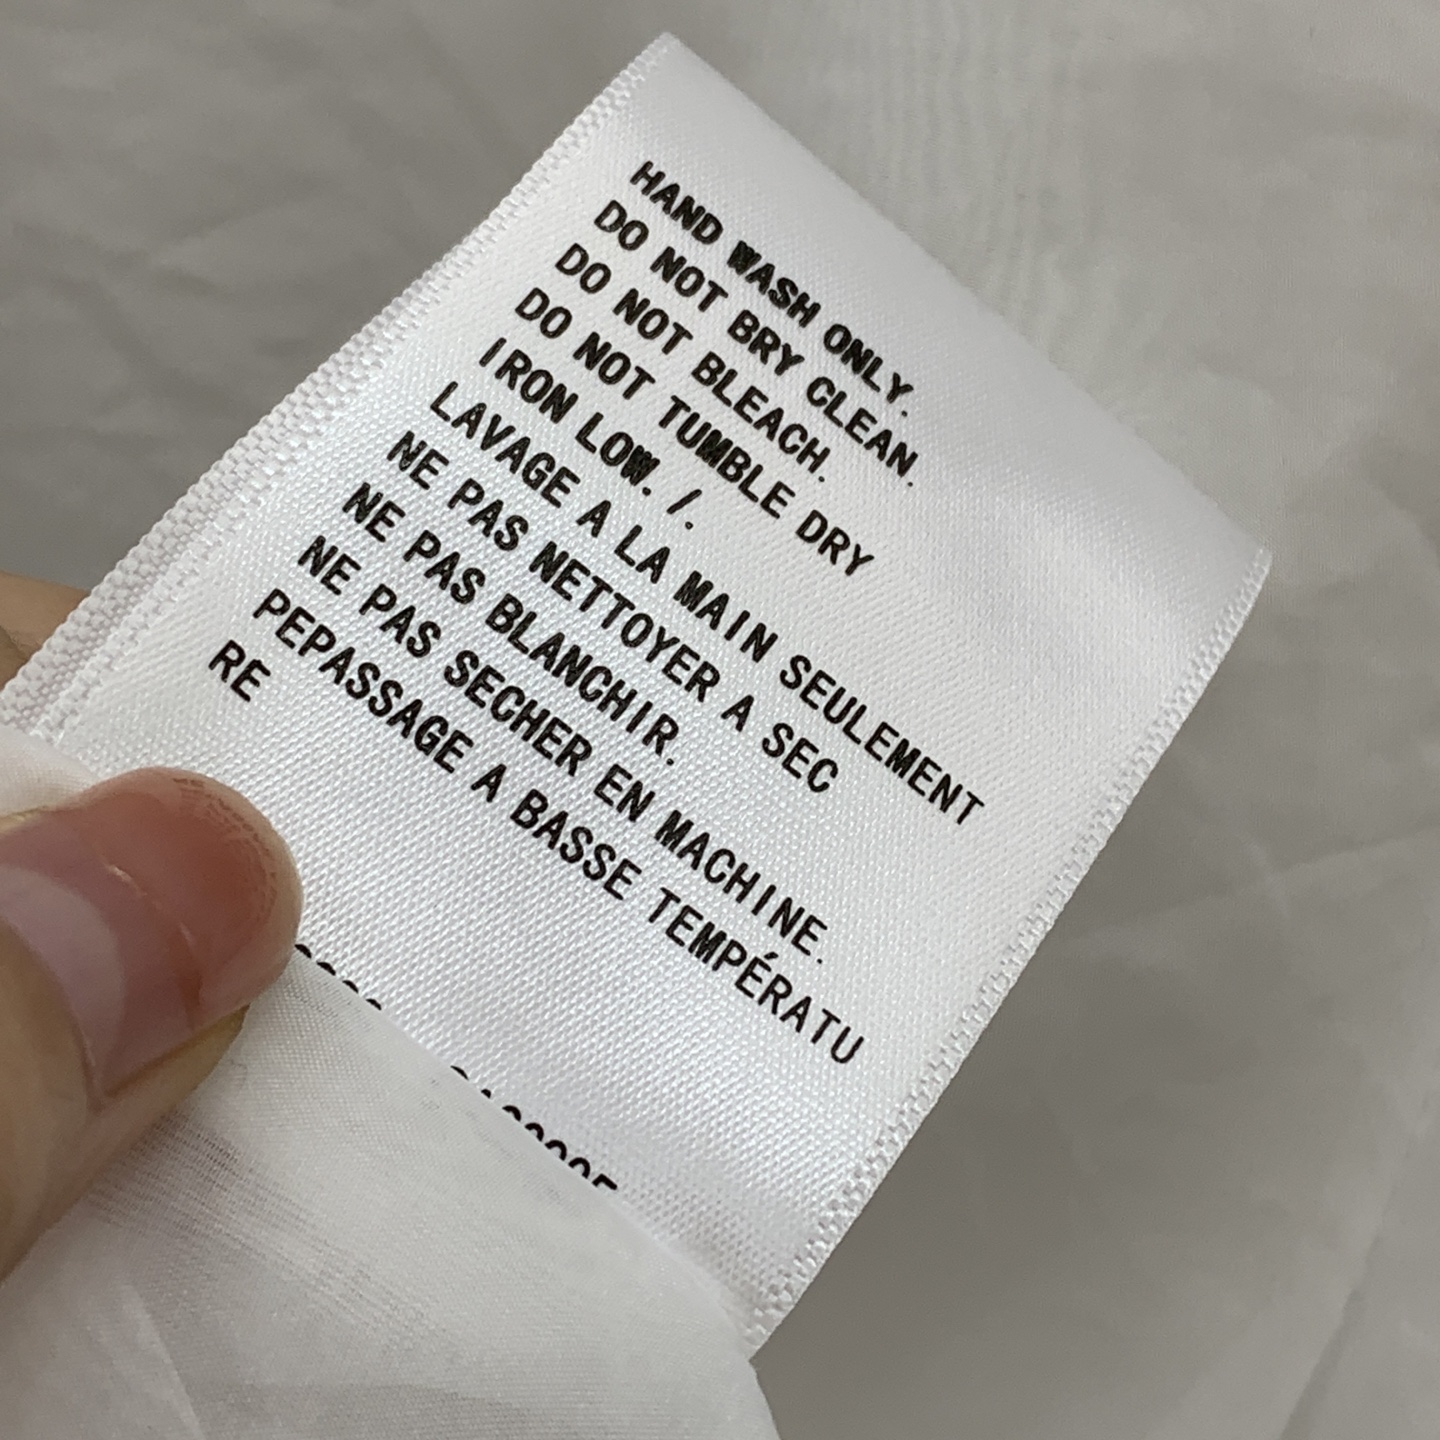 HAND WASH ONLY.
DO NOT BRY CLEAN.
DO NOT BLEACH.
DO NOT TUMBLE DRY
IRON LOW. /.
LAVAGE A LA MAIN SEULEMENT
NE PAS NETTOYER A SEC
NE PAS BLANCHIR.
NE PAS SECHER EN MACHINE.
PEPASSAGE A BASSE TEMPÉRATU
RE